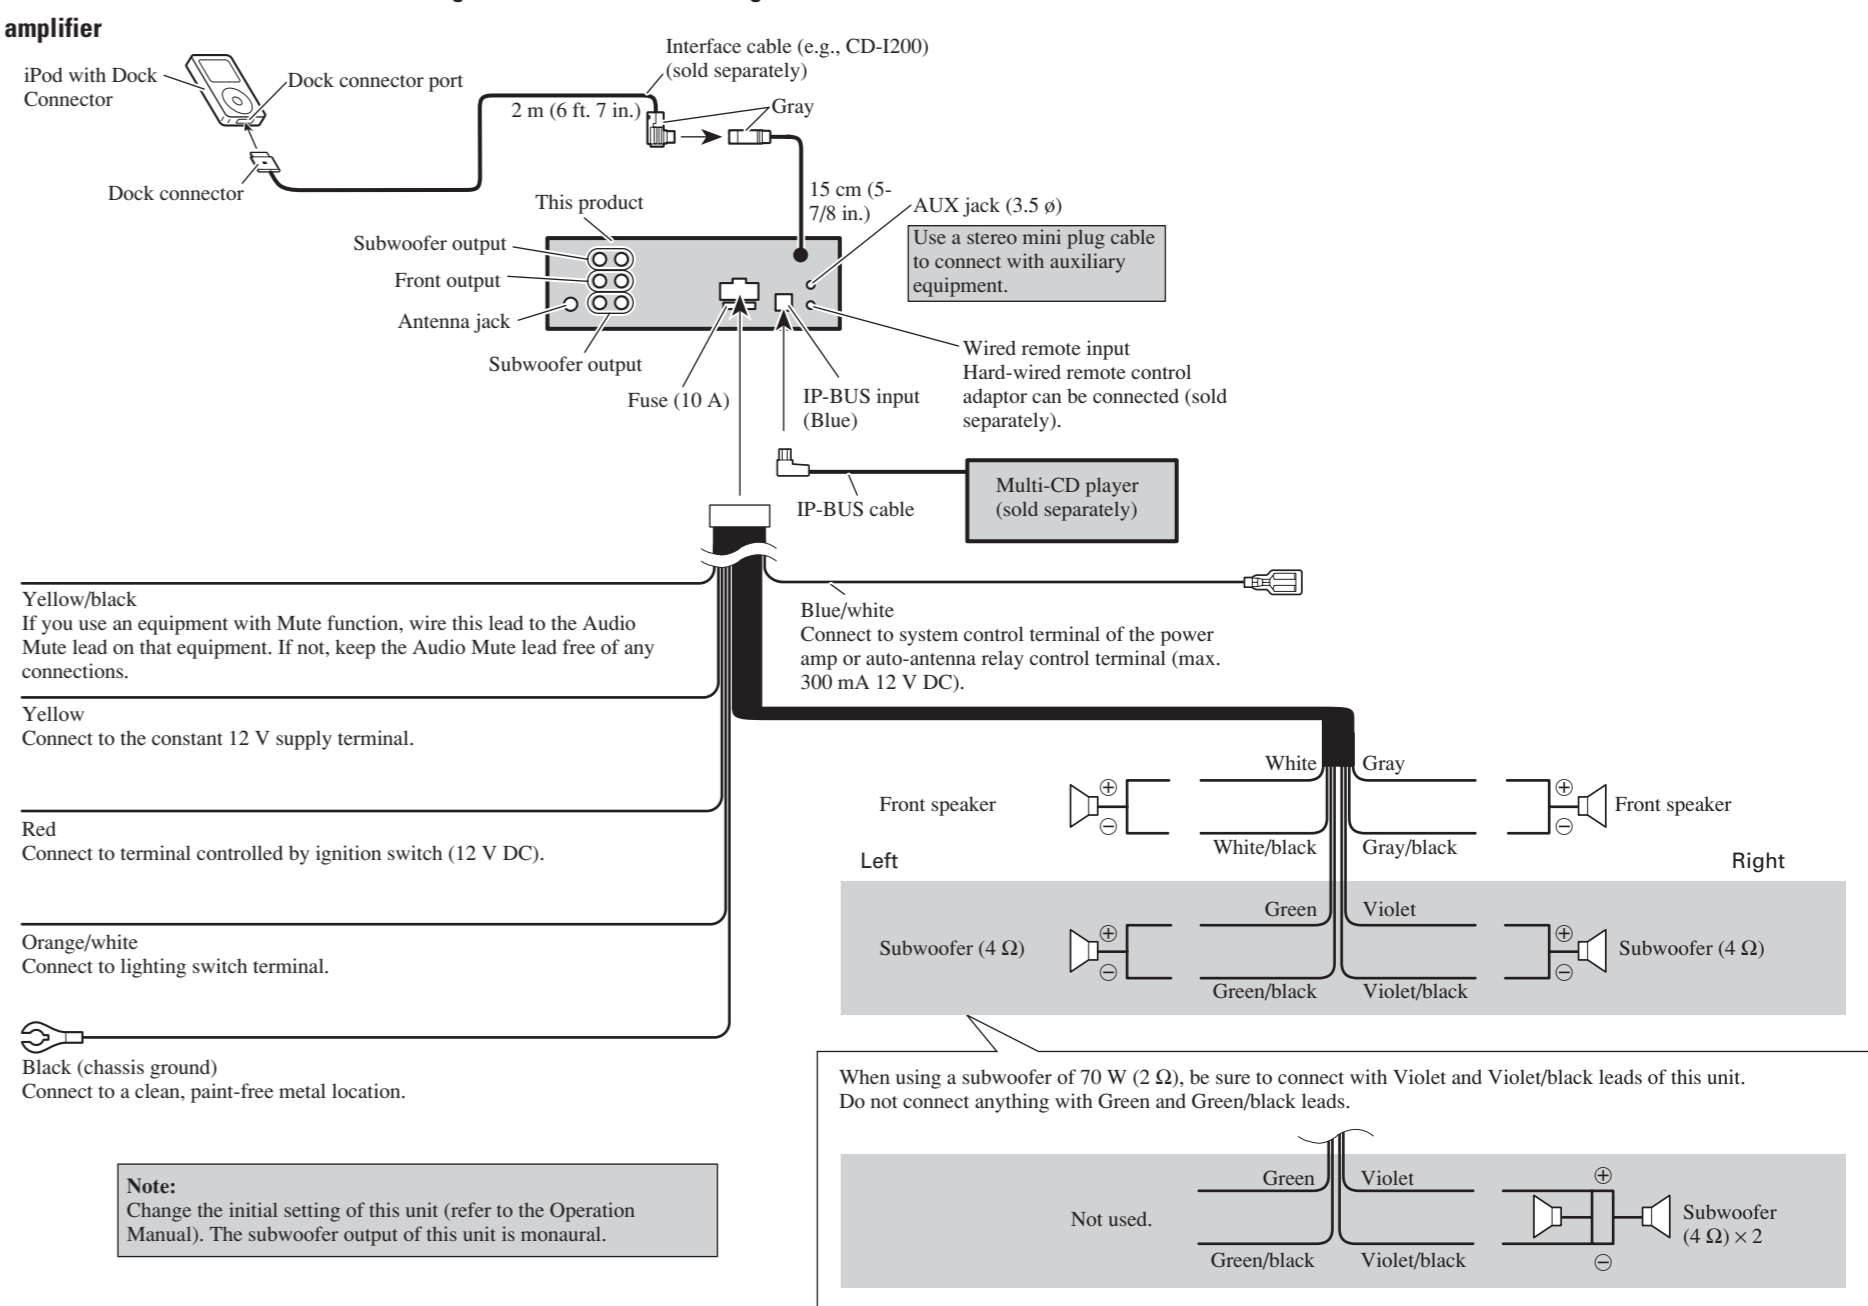 amplifier
iPod with Dock
Connector
Dock connector port
Dock connector
Interface cable (e.g., CD-I200)
(sold separately)
2 m (6 ft. 7 in.)
Gray
15 cm (5-
7/8 in.)
AUX jack (3.5 ø)
Use a stereo mini plug cable
to connect with auxiliary
equipment.
This product
Subwoofer output
Front output
Antenna jack
Subwoofer output
Fuse (10 A)
IP-BUS input
(Blue)
Wired remote input
Hard-wired remote control
adaptor can be connected (sold
separately).
IP-BUS cable
Multi-CD player
(sold separately)
Yellow/black
If you use an equipment with Mute function, wire this lead to the Audio
Mute lead on that equipment. If not, keep the Audio Mute lead free of any
connections.
Blue/white
Connect to system control terminal of the power
amp or auto-antenna relay control terminal (max.
300 mA 12 V DC).
Yellow
Connect to the constant 12 V supply terminal.
Red
Connect to terminal controlled by ignition switch (12 V DC).
Orange/white
Connect to lighting switch terminal.
Black (chassis ground)
Connect to a clean, paint-free metal location.
White
Gray
Front speaker
⊕
⊖
⊕
⊖
Front speaker
White/black
Gray/black
Left
Right
Green
Violet
Subwoofer (4 Ω)
⊕
⊖
⊕
⊖
Subwoofer (4 Ω)
Green/black
Violet/black
When using a subwoofer of 70 W (2 Ω), be sure to connect with Violet and Violet/black leads of this unit.
Do not connect anything with Green and Green/black leads.
Green
Violet
Not used.
⊕
⊖
Subwoofer
(4 Ω) × 2
Green/black
Violet/black
Note:
Change the initial setting of this unit (refer to the Operation
Manual). The subwoofer output of this unit is monaural.